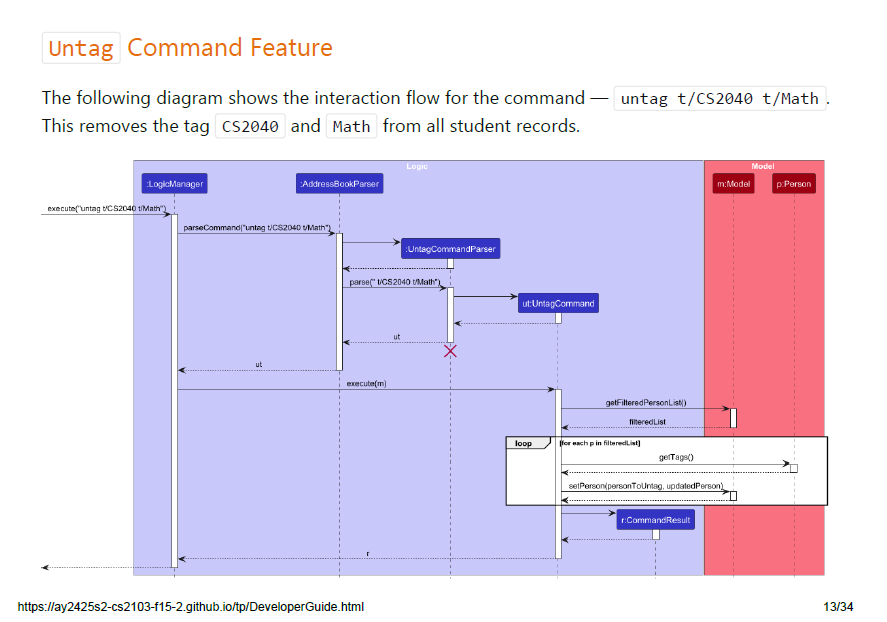 Untag Command Feature
The following diagram shows the interaction flow for the command — untag t/CS2040 t/Math .
This removes the tag CS2040 and Math from all student records.
Logic
Model
:LogicManager
:AddressBookParser
m:Model
p:Person
execute("untag t/CS2040 t/Math")
parseCommand("untag t/CS2040 t/Math")
:UntagCommandParser
parse(" t/CS2040 t/Math")
ut:UntagCommand
ut
ut
execute(m)
getFilteredPersonList()
filteredList
loop
[for each p in filteredList]
getTags()
setPerson(personToUntag, updatedPerson)
r:CommandResult
r
https://ay2425s2-cs2103-f15-2.github.io/tp/DeveloperGuide.html
13/34